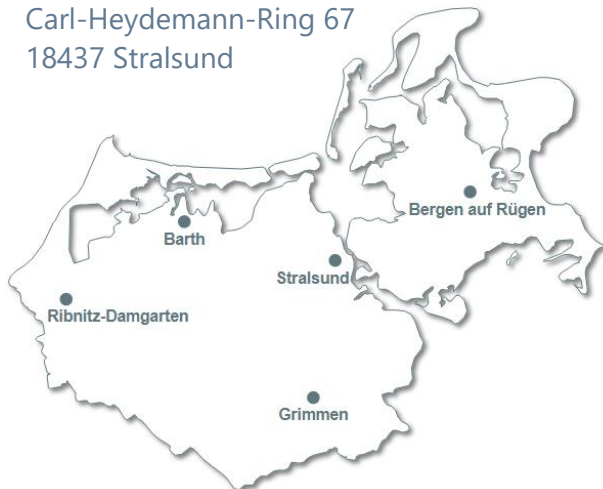 Carl-Heydemann-Ring 67
18437 Stralsund
Bergen auf Rügen
Barth
Stralsund
Ribnitz-Damgarten
Grimmen